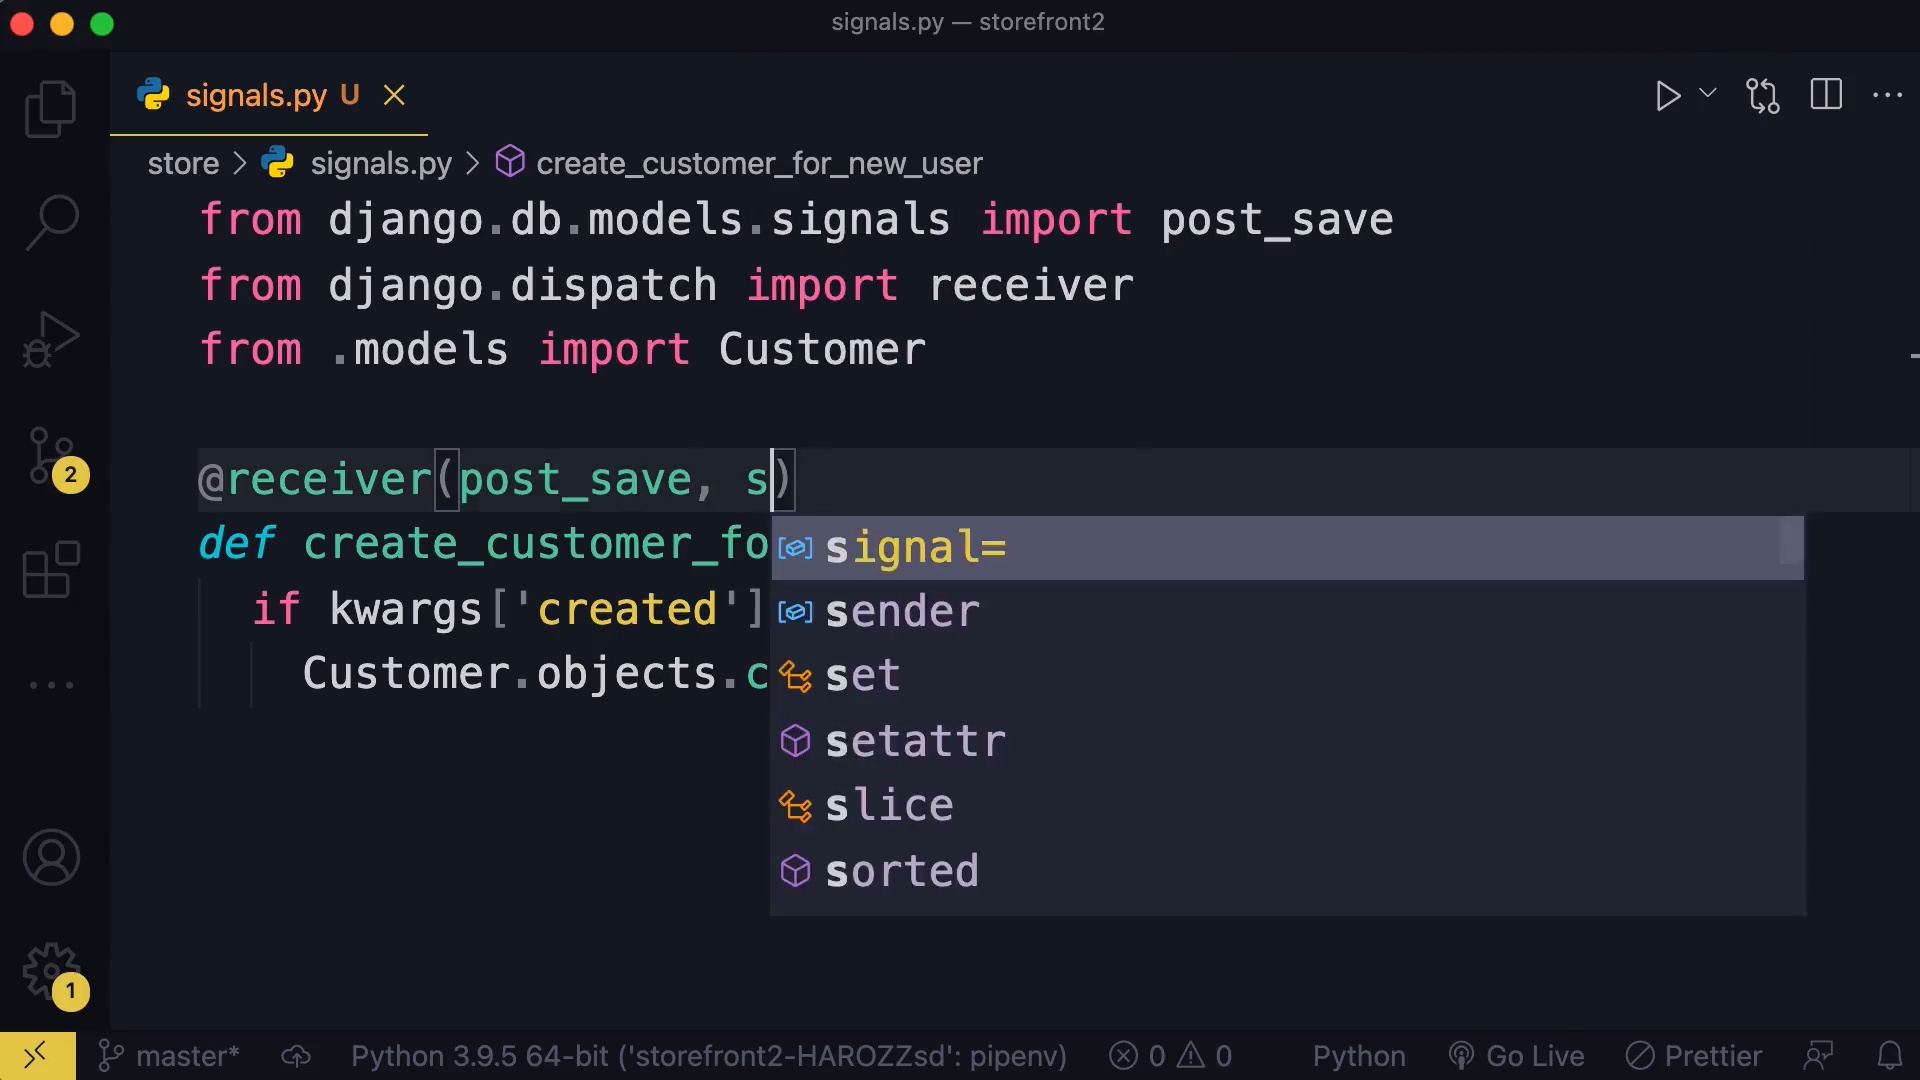 signals.py — storefront2
signals.py U
store > signals.py > create_customer_for_new_user
from django.db.models.signals import post_save
from django.dispatch import receiver
from .models import Customer
@receiver(post_save, s)
def create_customer_fo
if kwargs['created']
Customer.objects.c
signal=
sender
set
setattr
slice
sorted
2
1
master* Python 3.9.5 64-bit ('storefront2-HAROZZsd': pipenv) 0 0 Python Go Live Prettier